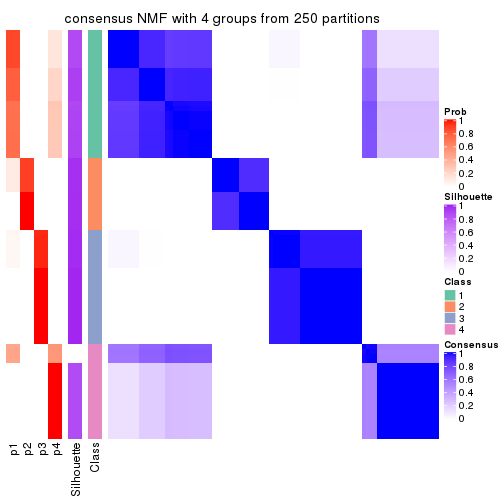 consensus NMF with 4 groups from 250 partitions
Prob
1
0.8
0.6
0.4
0.2
0
Silhouette
1
0.8
0.6
0.4
0.2
0
Class
1
2
3
4
Consensus
1
0.8
0.6
0.4
0.2
0
p1
p2
p3
p4
Silhouette
Class